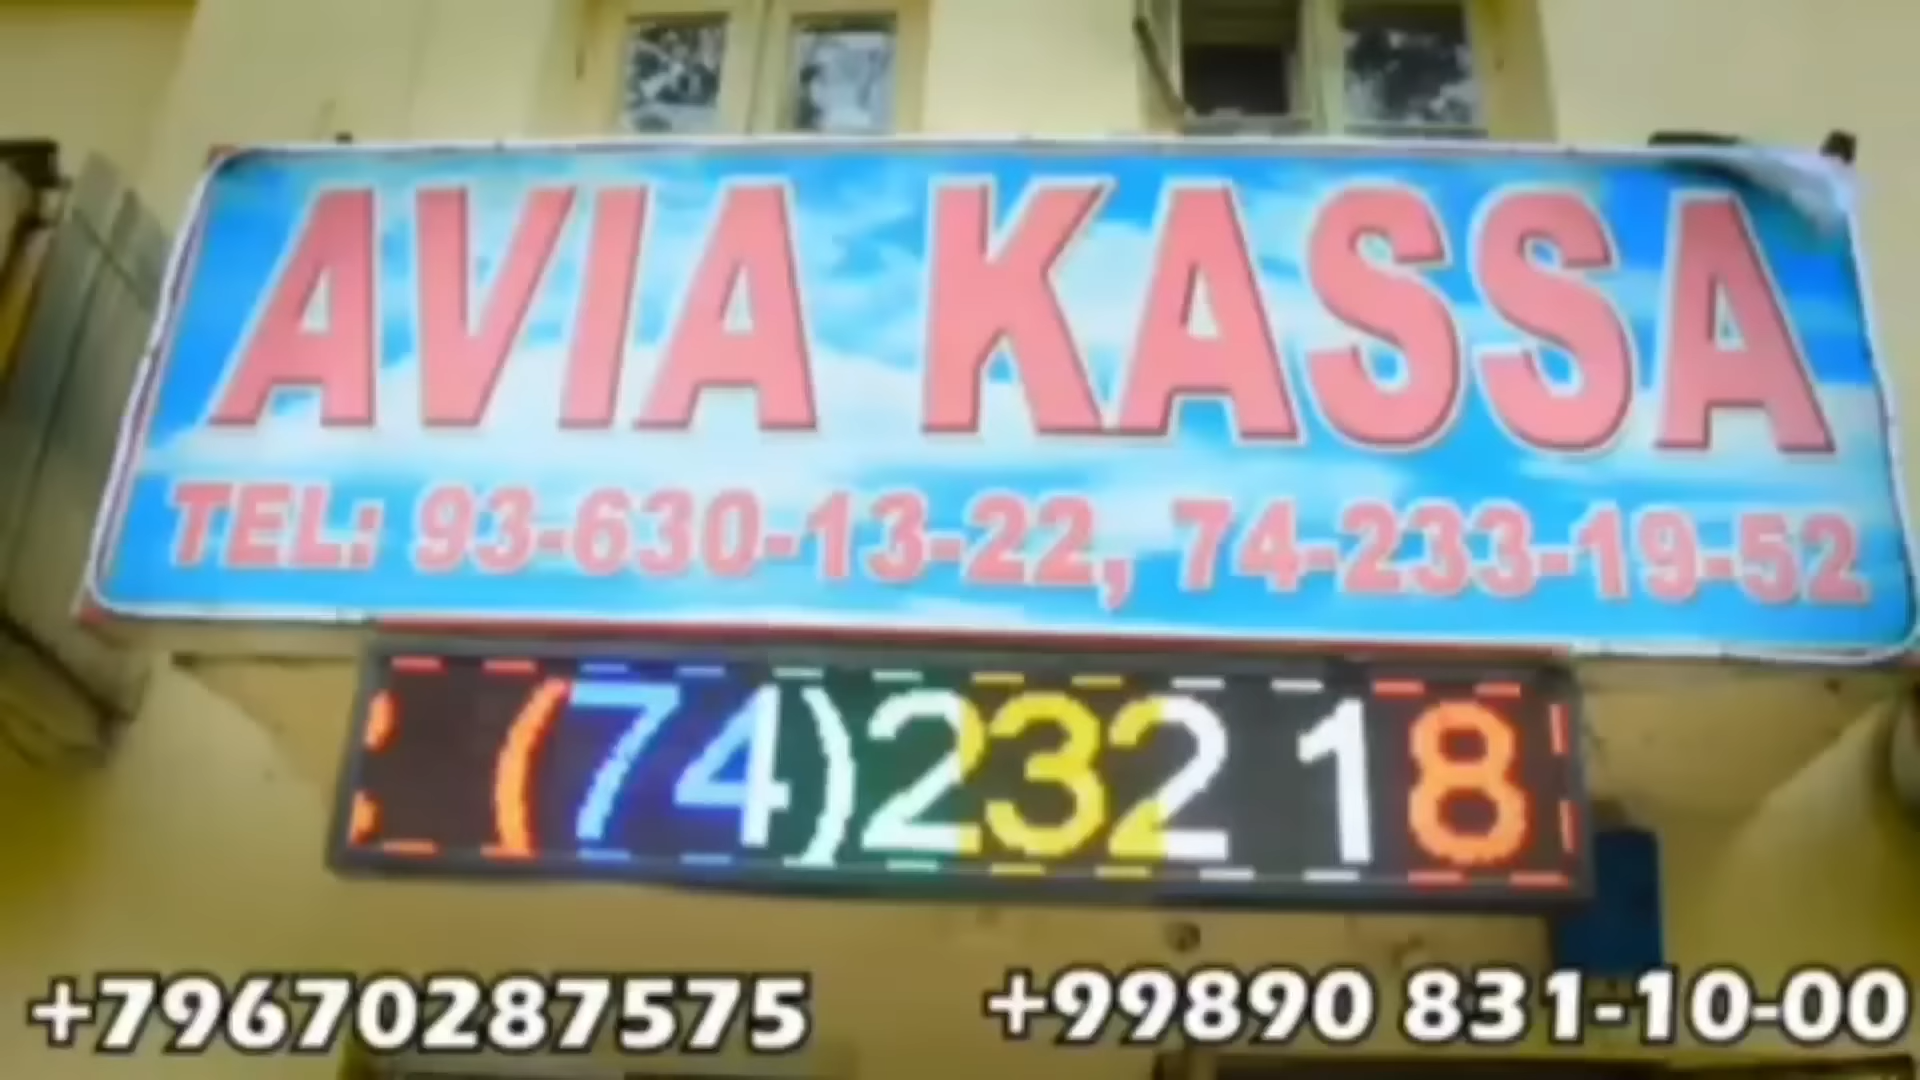 AVIA KASSA
TEL: 93-630-13-22, 74-233-19-52
: (74)232 18
+79670287575
+99890 831-10-00